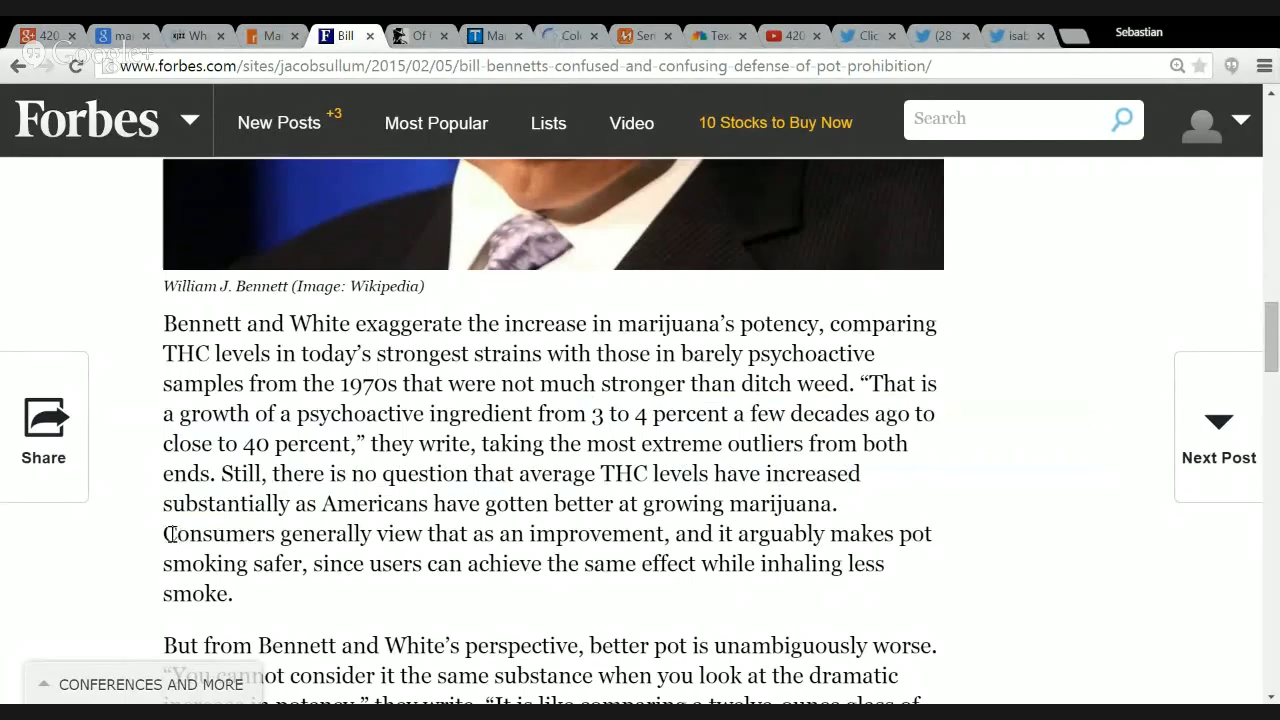 420
mai
Wh
Ma
Bill
Of
Mar
Colo
Sen
Texa
420
Clic
(28
isab
Sebastian
Google+
www.forbes.com/sites/jacobsullum/2015/02/05/bill-bennetts-confused-and-confusing-defense-of-pot-prohibition/
Forbes
New Posts +3
Most Popular
Lists
Video
10 Stocks to Buy Now
Search
William J. Bennett (Image: Wikipedia)
Bennett and White exaggerate the increase in marijuana’s potency, comparing
THC levels in today’s strongest strains with those in barely psychoactive
samples from the 1970s that were not much stronger than ditch weed. “That is
a growth of a psychoactive ingredient from 3 to 4 percent a few decades ago to
close to 40 percent,” they write, taking the most extreme outliers from both
ends. Still, there is no question that average THC levels have increased
substantially as Americans have gotten better at growing marijuana.
Consumers generally view that as an improvement, and it arguably makes pot
smoking safer, since users can achieve the same effect while inhaling less
smoke.
But from Bennett and White’s perspective, better pot is unambiguously worse.
“You cannot consider it the same substance when you look at the dramatic
increase in potency,” they write. “It is like comparing a twelve-ounce glass of
Share
Next Post
CONFERENCES AND MORE